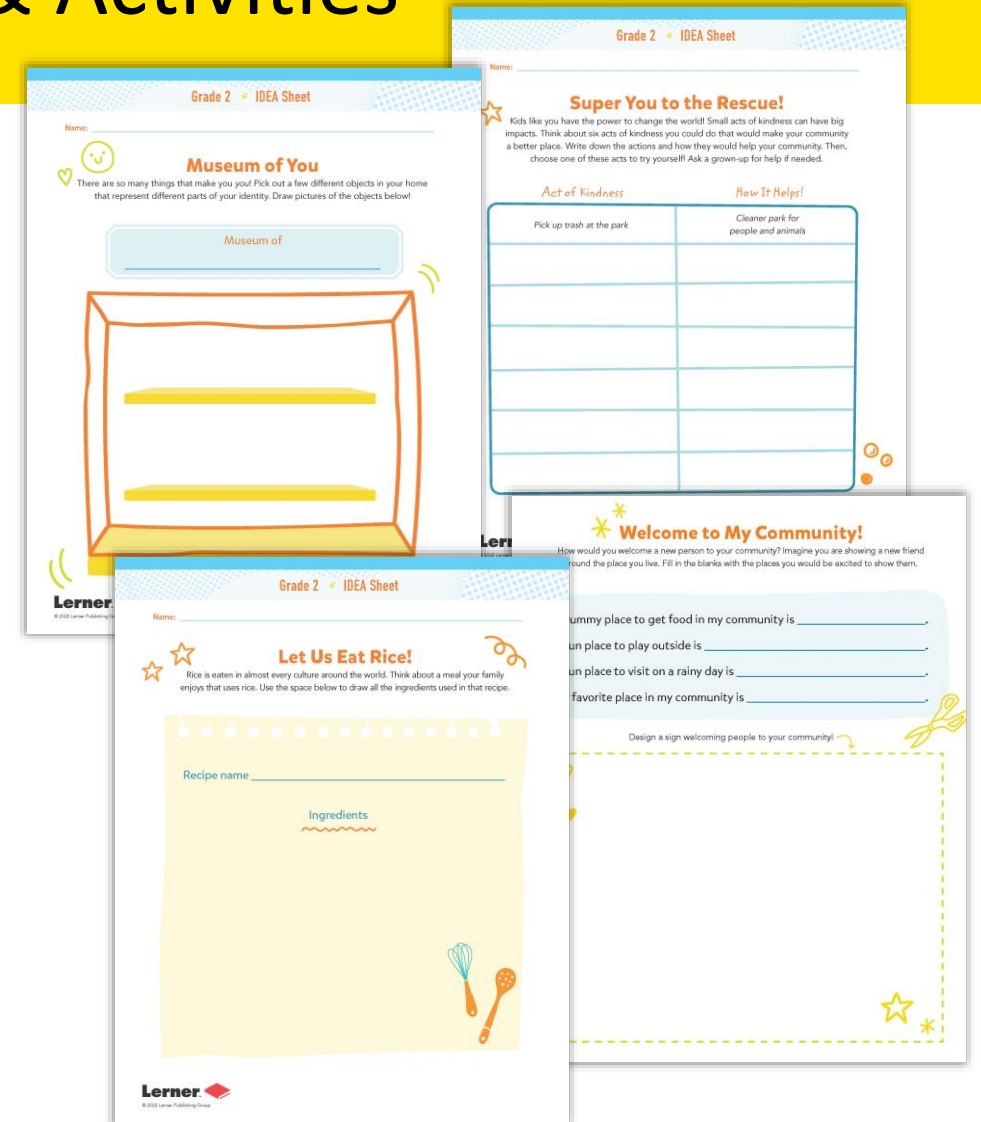 & Activities
Grade 2 * IDEA Sheet
Name:
Museum of You
There are so many things that make you you! Pick out a few different objects in your home
that represent different parts of your identity. Draw pictures of the objects below!
Museum of
Lerner
Grade 2 * IDEA Sheet
Name:
Super You to the Rescue!
Kids like you have the power to change the world! Small acts of kindness can have big
impacts. Think about six acts of kindness you could do that would make your community
a better place. Write down the actions and how they would help your community. Then,
choose one of these acts to try yourself! Ask a grown-up for help if needed.
Act of Kindness
How It Helps!
Pick up trash at the park
Cleaner park for
people and animals
Grade 2 * IDEA Sheet
Name:
Let Us Eat Rice!
Rice is eaten in almost every culture around the world. Think about a meal your family
enjoys that uses rice. Use the space below to draw all the ingredients used in that recipe.
Recipe name
Ingredients
Lerner
© 2022 Lerner Publishing Group
Welcome to My Community!
How would you welcome a new person to your community? Imagine you are showing a new friend
round the place you live. Fill in the blanks with the places you would be excited to show them.
ummy place to get food in my community is .
un place to play outside is .
un place to visit on a rainy day is .
favorite place in my community is .
Design a sign welcoming people to your community!